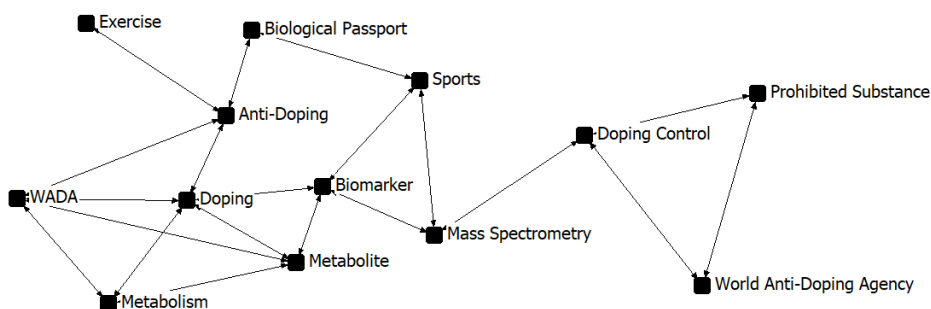 Exercise
Biological Passport
Sports
Prohibited Substance
Anti-Doping
Doping Control
WADA
Doping
Biomarker
Mass Spectrometry
Metabolite
World Anti-Doping Agency
Metabolism